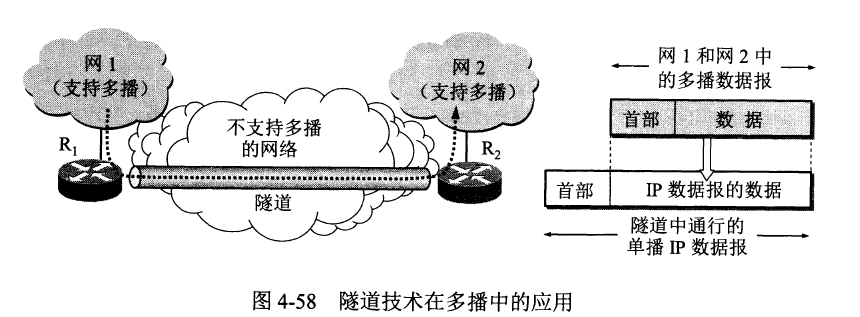 网 1
（支持多播）
网 2
（支持多播）
不支持多播
的网络
R1
R2
隧道
网 1 和网 2 中
的多播数据报
首部
数 据
首部
IP 数据报的数据
隧道中通行的
单播 IP 数据报
图 4-58 隧道技术在多播中的应用